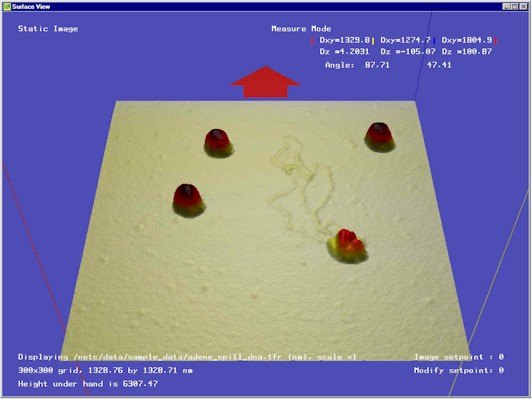 Surface View
Static Image
Measure Mode
Dxy=1329.8| Dxy=1274.7| Dxy=1804.9|
Dz =4.2031 Dz =-105.07 Dz =100.87
Angle: 87.71 47.41
Displaying /netc/data/sample_data/adeno_spill_dna.tfr (nm), scale x1
Image setpoint : 0
300x300 grid, 1328.76 by 1328.71 nm
Modify setpoint: 0
Height under hand is 6307.47